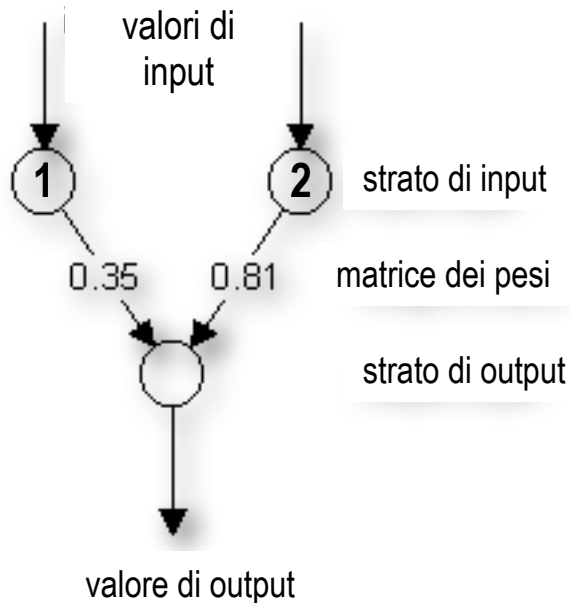 valori di
input
1 2 strato di input
0.35 0.81 matrice dei pesi
strato di output
valore di output